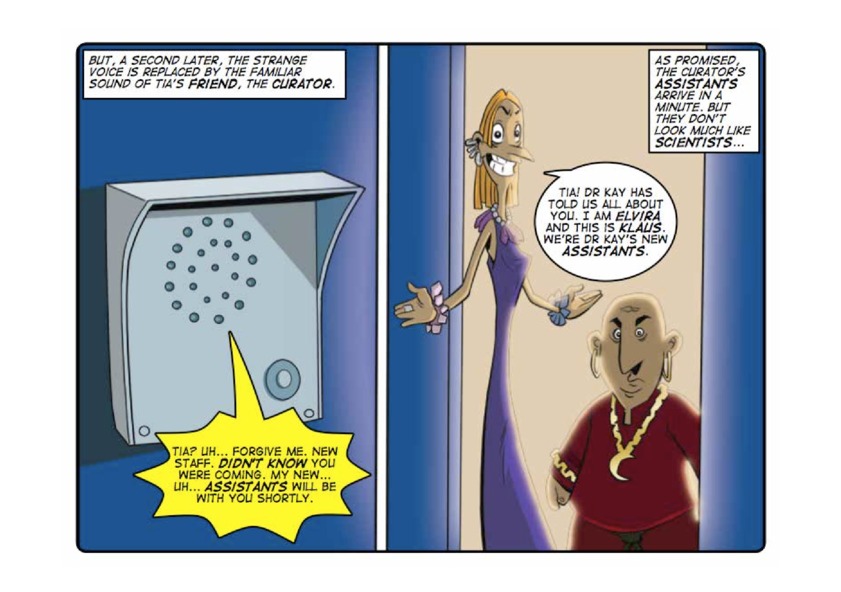 BUT, A SECOND LATER, THE STRANGE
VOICE IS REPLACED BY THE FAMILIAR
SOUND OF TIA'S FRIEND, THE CURATOR.
TIA? UH... FORGIVE ME. NEW
STAFF. DIDN'T KNOW YOU
WERE COMING. MY NEW...
UH... ASSISTANTS WILL BE
WITH YOU SHORTLY.
AS PROMISED,
THE CURATOR'S
ASSISTANTS
ARRIVE IN A
MINUTE. BUT
THEY DON'T
LOOK MUCH LIKE
SCIENTISTS...
TIA! DR KAY HAS
TOLD US ALL ABOUT
YOU. I AM ELVIRA
AND THIS IS KLAUS.
WE'RE DR KAY'S NEW
ASSISTANTS.